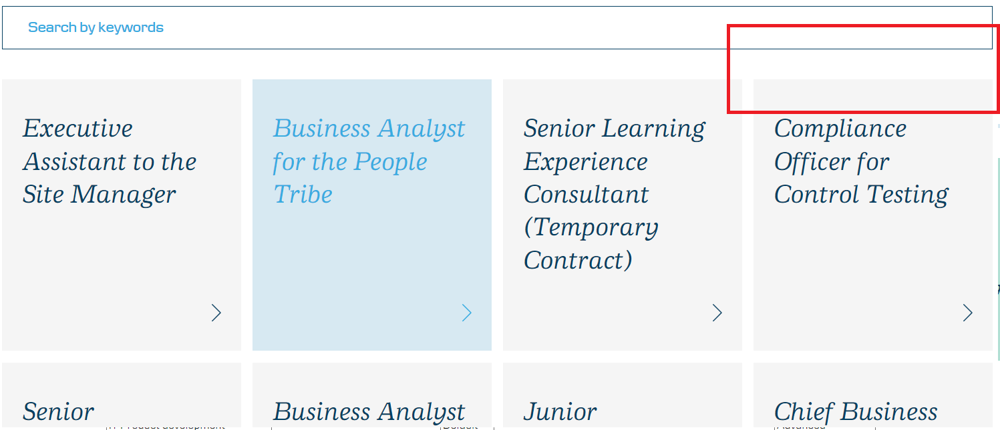 Search by keywords
Executive
Assistant to the
Site Manager
Business Analyst
for the People
Tribe
Senior Learning
Experience
Consultant
(Temporary
Contract)
Compliance
Officer for
Control Testing
Senior
Business Analyst
Junior
Chief Business